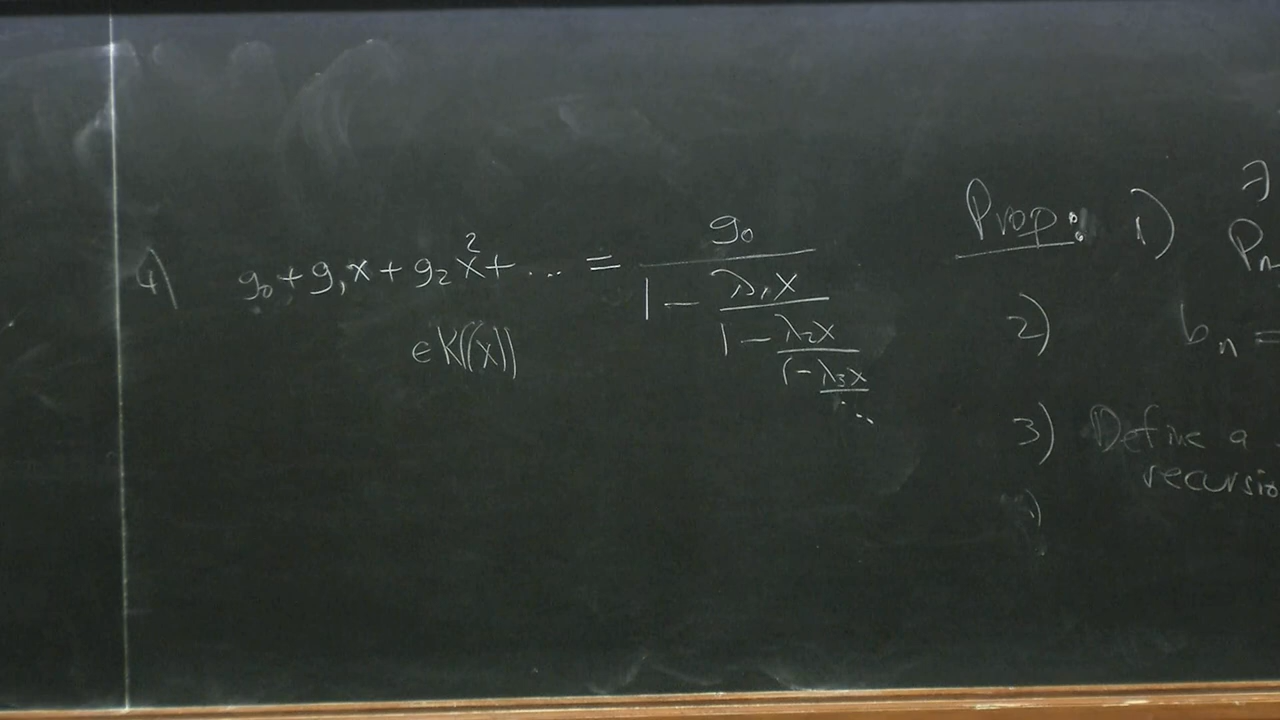 4) g₀ + g₁x + g₂x² + ... = g₀ / (1 - λ₁x / (1 - λ₂x / (1 - λ₃x / ⋱)))
∈ K((x))
Prop: 1) ∃
Pₙ
2) bₙ =
3) Define a
recursio